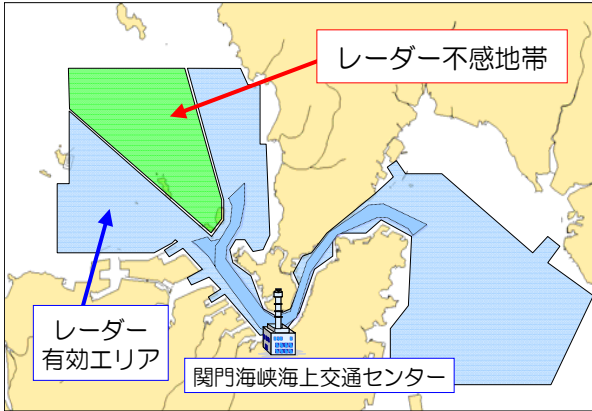 レーダー不感地帯
レーダー
有効エリア
関門海峡海上交通センター